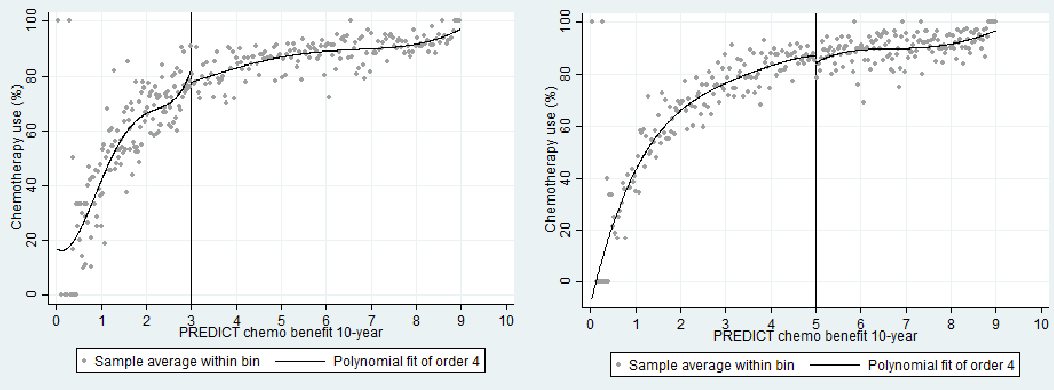 Chemotherapy use (%)
100
80
60
40
20
0
0 1 2 3 4 5 6 7 8 9 10
PREDICT chemo benefit 10-year
Sample average within bin Polynomial fit of order 4
Chemotherapy use (%)
100
80
60
40
20
0
0 1 2 3 4 5 6 7 8 9 10
PREDICT chemo benefit 10-year
Sample average within bin Polynomial fit of order 4